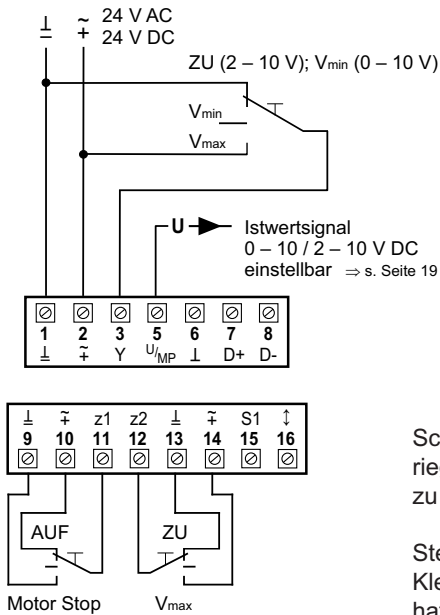 24 V AC
24 V DC
⊥ ~
+
ZU (2 – 10 V); Vmin (0 – 10 V)
Vmin
Vmax
U
Istwertsignal
0 – 10 / 2 – 10 V DC
einstellbar ⇒ s. Seite 19
1 2 3 5 6 7 8
⊥ ~+ Y U/MP ⊥ D+ D-
⊥ ~+ z1 z2 ⊥ ~+ S1 ↕
9 10 11 12 13 14 15 16
AUF ZU
Motor Stop Vmax
Sc
rie
zu
Ste
Kle
ha